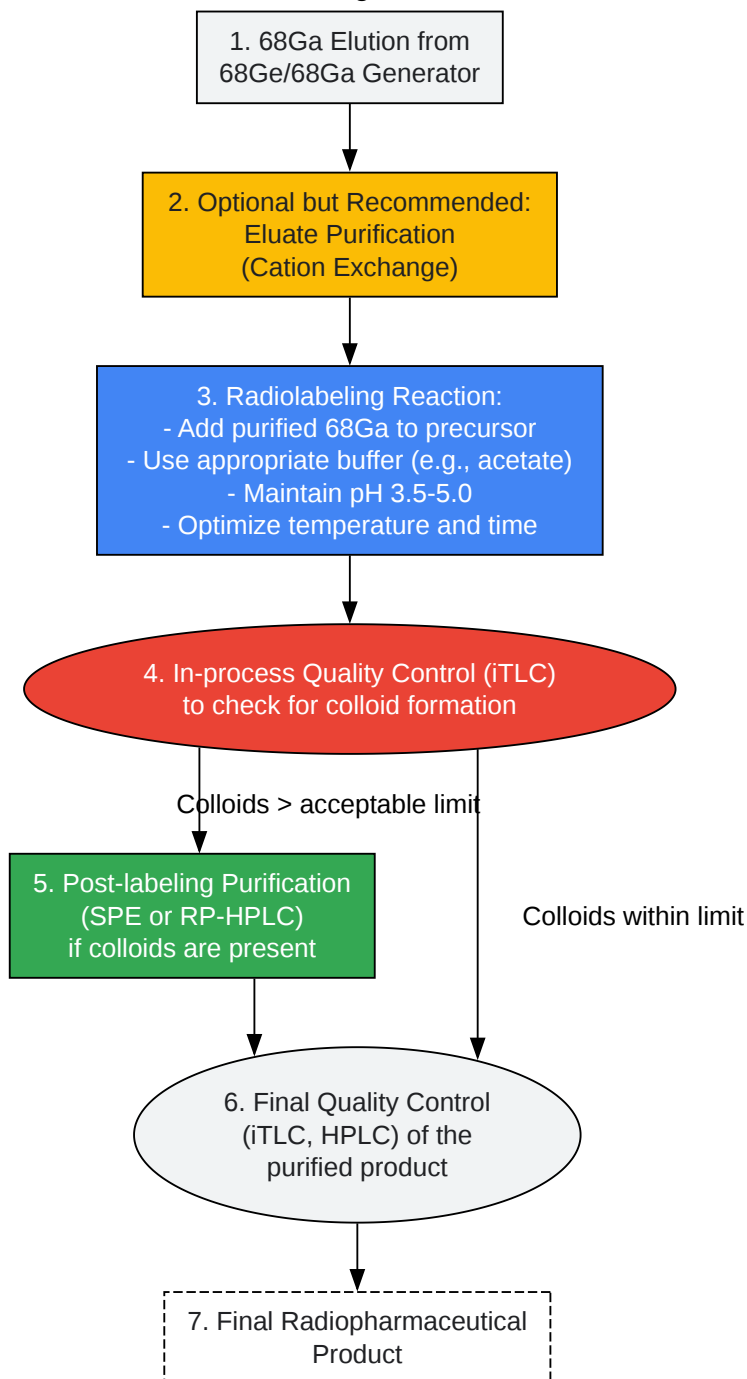 1. 68Ga Elution from
68Ge/68Ga Generator
2. Optional but Recommended:
Eluate Purification
(Cation Exchange)
3. Radiolabeling Reaction:
- Add purified 68Ga to precursor
- Use appropriate buffer (e.g., acetate)
- Maintain pH 3.5-5.0
- Optimize temperature and time
4. In-process Quality Control (iTLC)
to check for colloid formation
Colloids > acceptable limit
5. Post-labeling Purification
(SPE or RP-HPLC)
if colloids are present
Colloids within limit
6. Final Quality Control
(iTLC, HPLC) of the
purified product
7. Final Radiopharmaceutical
Product